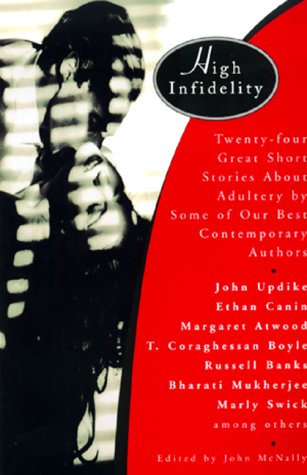 High
Infidelity
Twenty-four
Great Short
Stories About
Adultery by
Some of Our Best
Contemporary
Authors
•
John Updike
Ethan Canin
Margaret Atwood
T. Coraghessan Boyle
Russell Banks
Bharati Mukherjee
Marly Swick
among others
•
Edited by John McNally